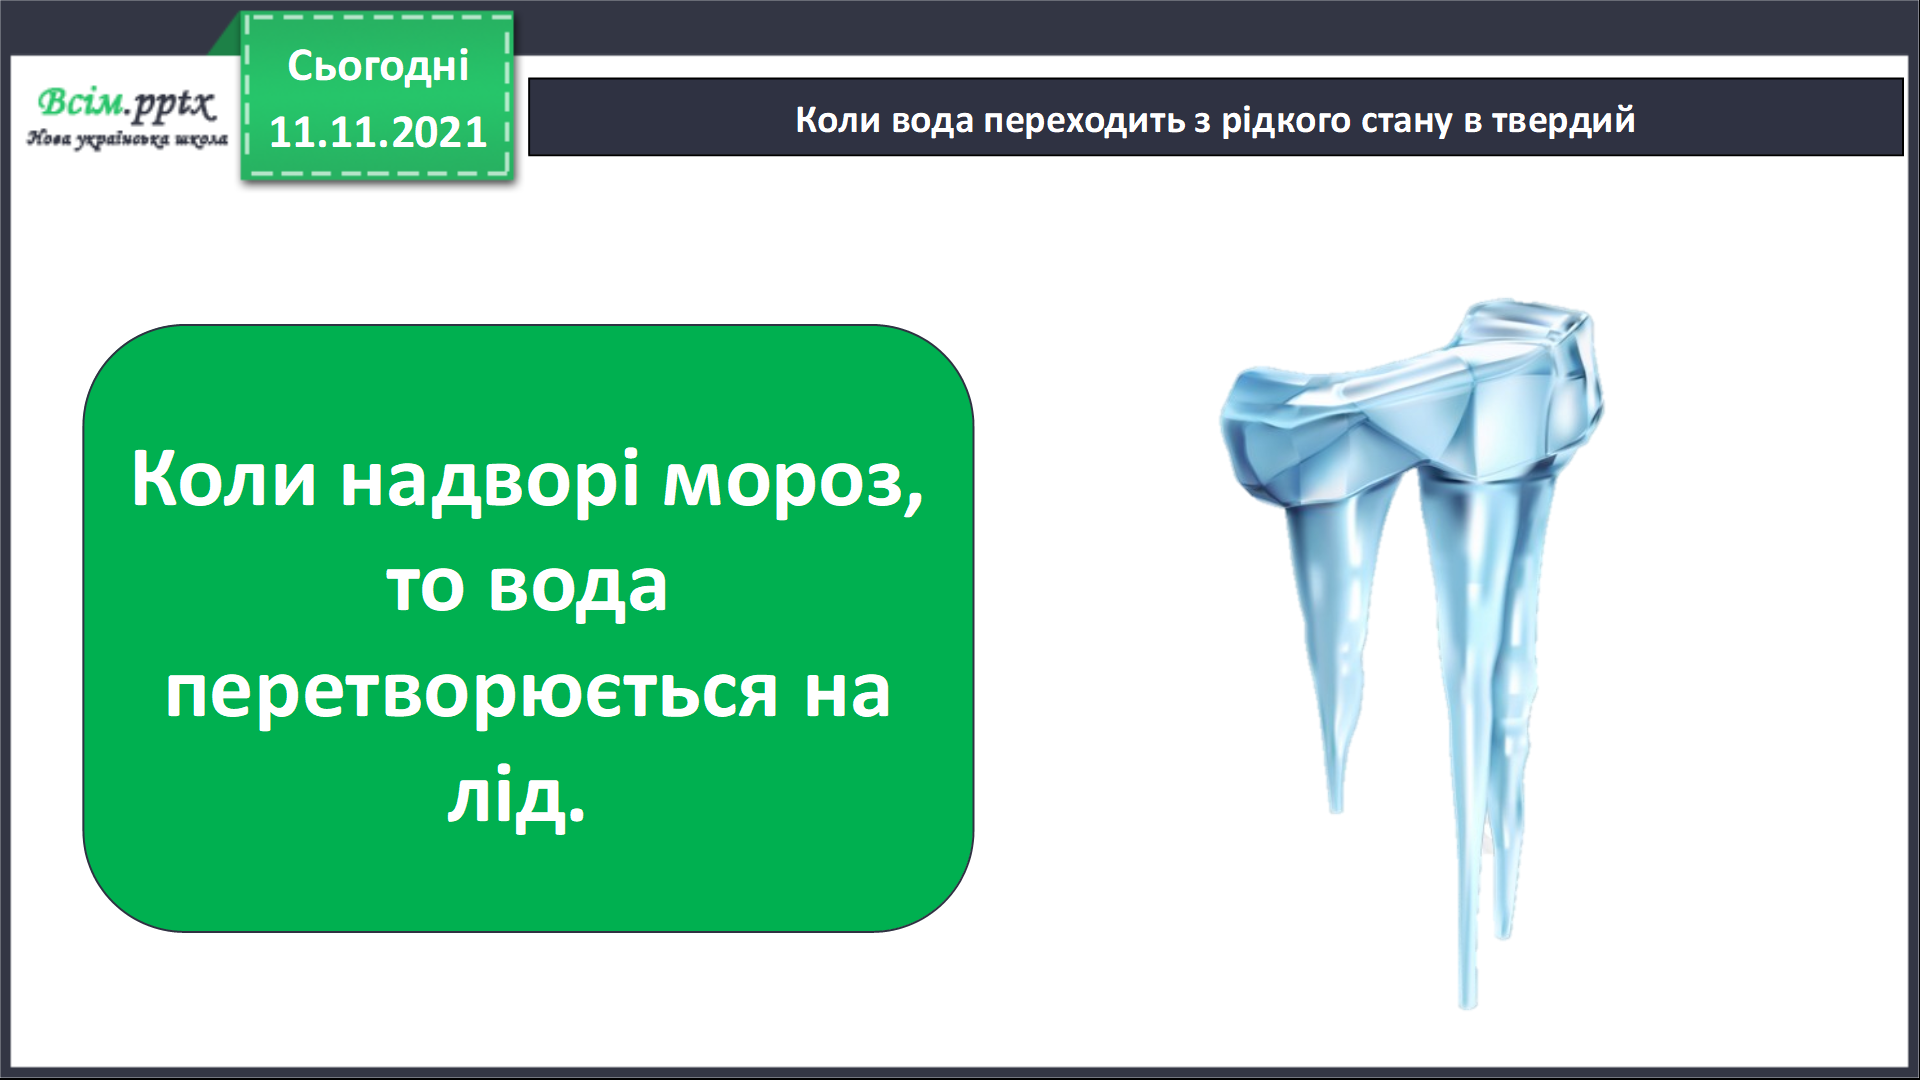 Всім.pptx
Нова українська школа
Сьогодні
11.11.2021
Коли вода переходить з рідкого стану в твердий
Коли надворі мороз,
то вода
перетворюється на
лід.